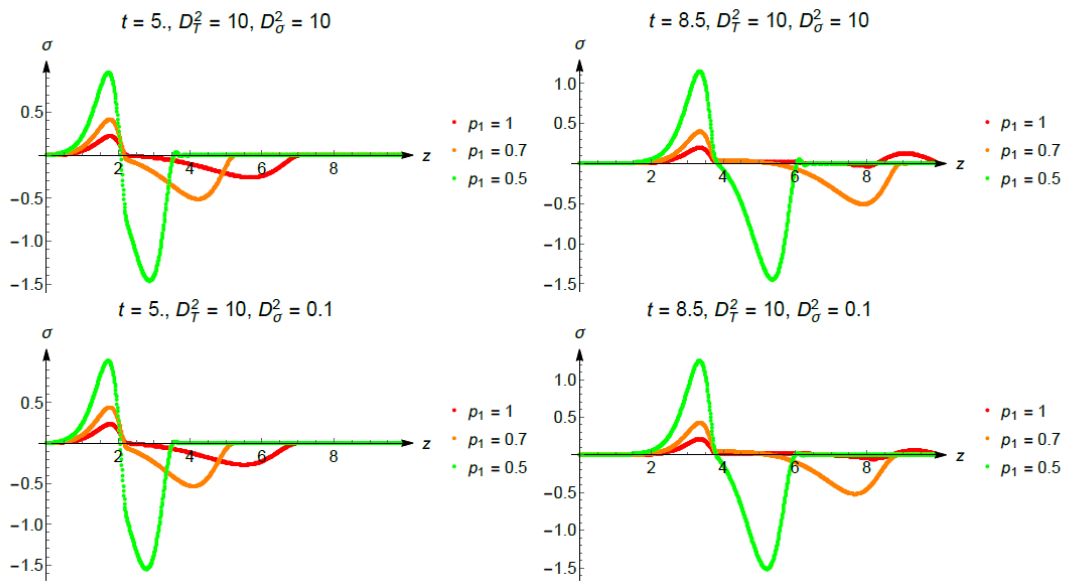 t = 5., D_T^2 = 10, D_σ^2 = 10
σ
0.5
−0.5
−1.0
−1.5
2
4
6
8
z
p₁ = 1
p₁ = 0.7
p₁ = 0.5
t = 8.5, D_T^2 = 10, D_σ^2 = 10
σ
1.0
0.5
−0.5
−1.0
−1.5
2
4
6
8
z
p₁ = 1
p₁ = 0.7
p₁ = 0.5
t = 5., D_T^2 = 10, D_σ^2 = 0.1
σ
0.5
−0.5
−1.0
−1.5
2
4
6
8
z
p₁ = 1
p₁ = 0.7
p₁ = 0.5
t = 8.5, D_T^2 = 10, D_σ^2 = 0.1
σ
1.0
0.5
−0.5
−1.0
−1.5
2
4
6
8
z
p₁ = 1
p₁ = 0.7
p₁ = 0.5